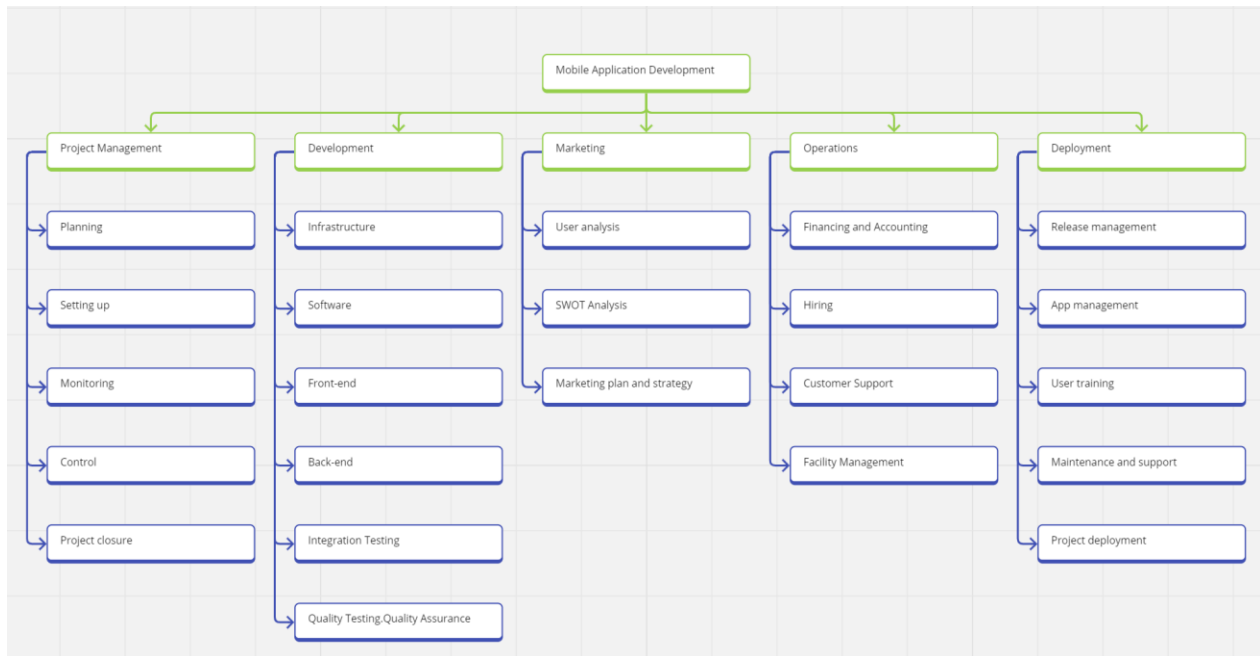 Mobile Application Development
Project Management
Planning
Setting up
Monitoring
Control
Project closure
Development
Infrastructure
Software
Front-end
Back-end
Integration Testing
Quality Testing.Quality Assurance
Marketing
User analysis
SWOT Analysis
Marketing plan and strategy
Operations
Financing and Accounting
Hiring
Customer Support
Facility Management
Deployment
Release management
App management
User training
Maintenance and support
Project deployment